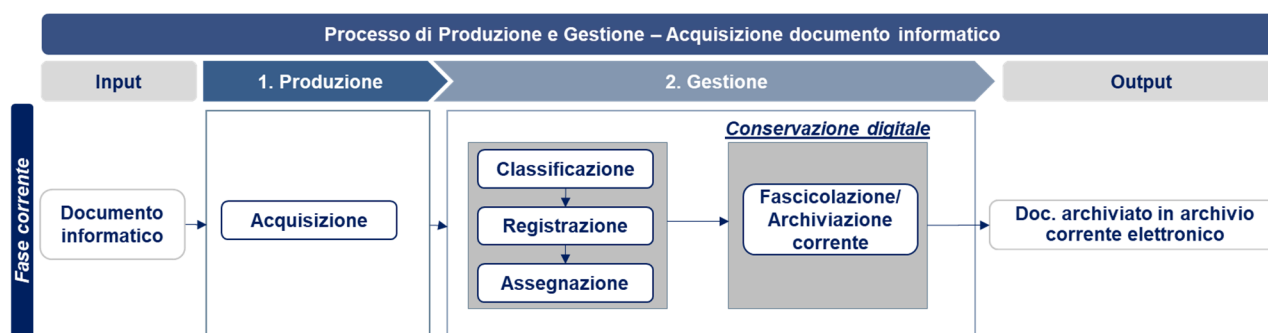 Processo di Produzione e Gestione – Acquisizione documento informatico
Input
1. Produzione
2. Gestione
Output
Fase corrente
Documento
informatico
Acquisizione
Classificazione
Registrazione
Assegnazione
Conservazione digitale
Fascicolazione/
Archiviazione
corrente
Doc. archiviato in archivio
corrente elettronico